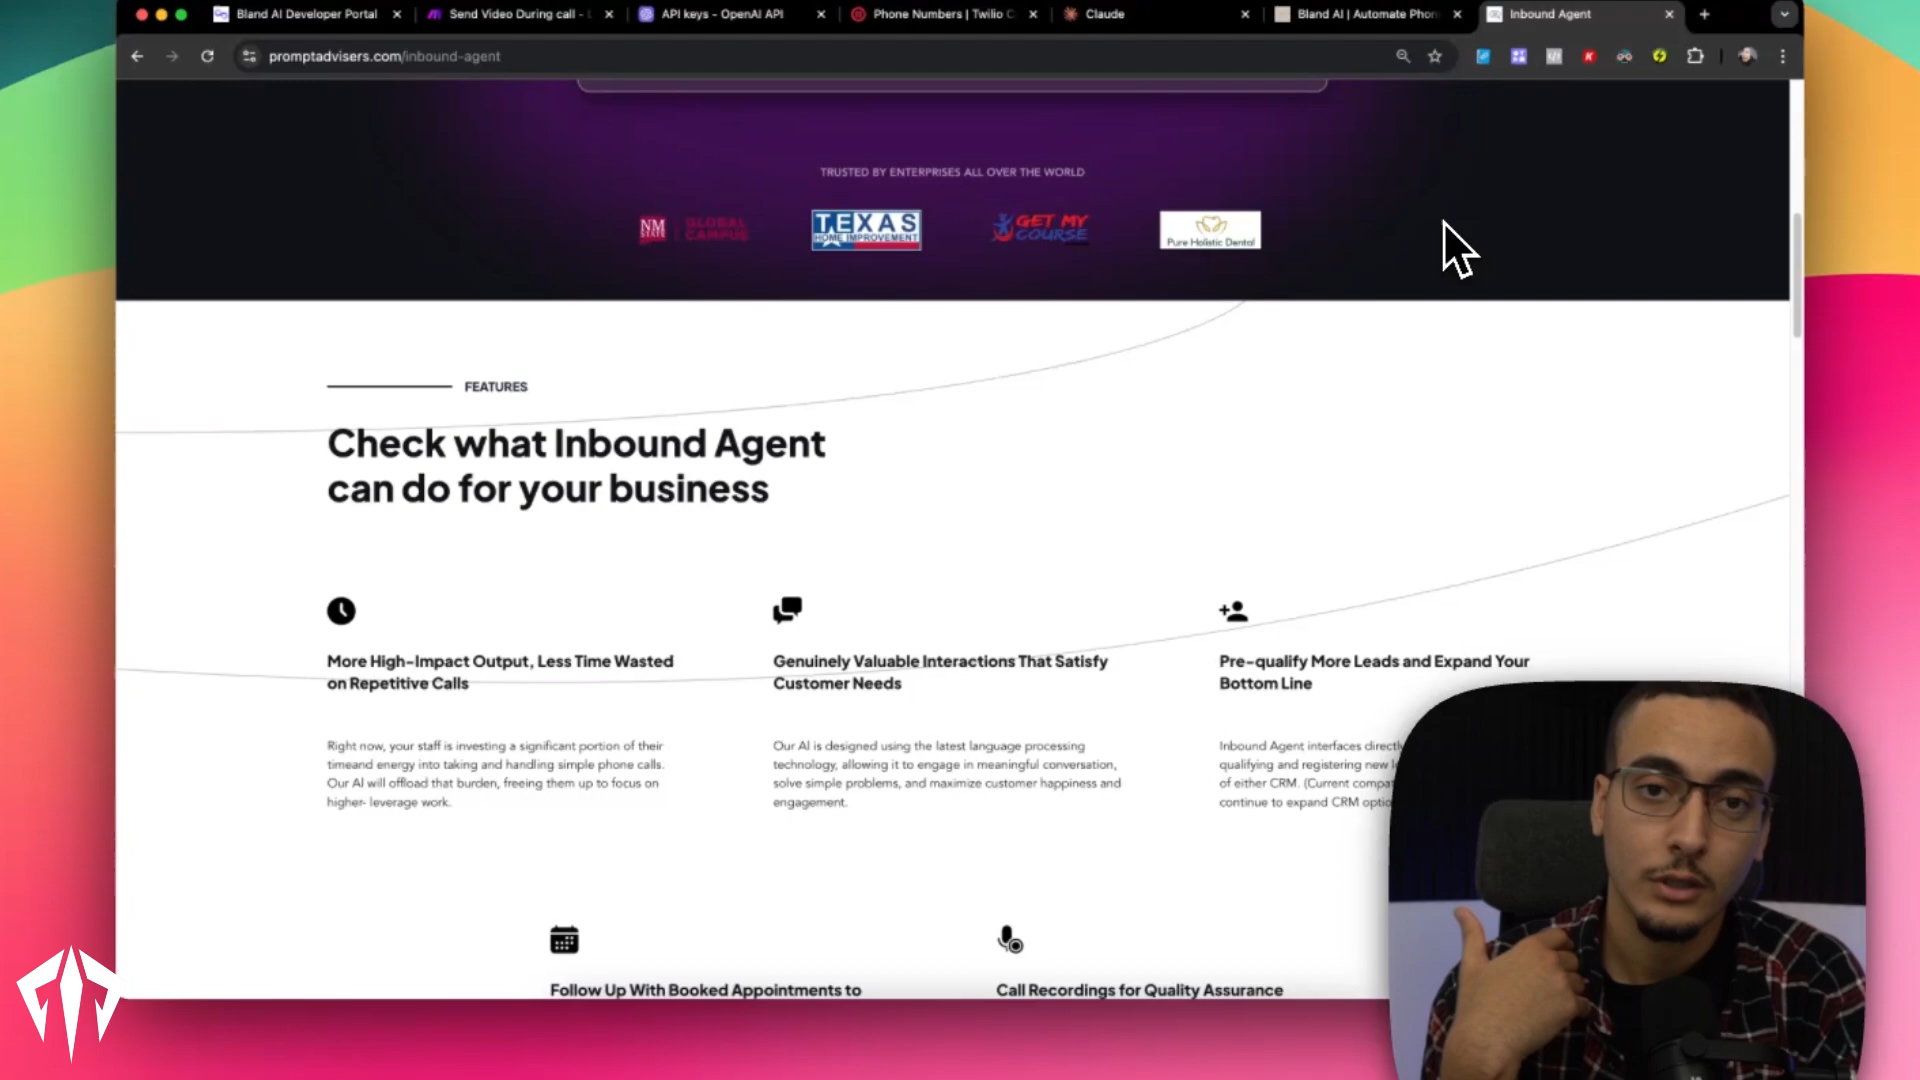 Bland AI Developer Portal
Send Video During call -
API keys - OpenAI API
Phone Numbers | Twilio C
Claude
Bland AI | Automate Phon
Inbound Agent
promptadvisers.com/inbound-agent
TRUSTED BY ENTERPRISES ALL OVER THE WORLD
NM
STATE
GLOBAL
CAMPUS
TEXAS
HOME IMPROVEMENT
GET MY
COURSE
Pure Holistic Dental
FEATURES
Check what Inbound Agent
can do for your business
More High-Impact Output, Less Time Wasted
on Repetitive Calls
Genuinely Valuable Interactions That Satisfy
Customer Needs
Pre-qualify More Leads and Expand Your
Bottom Line
Right now, your staff is investing a significant portion of their
timeand energy into taking and handling simple phone calls.
Our AI will offload that burden, freeing them up to focus on
higher- leverage work.
Our AI is designed using the latest language processing
technology, allowing it to engage in meaningful conversation,
solve simple problems, and maximize customer happiness and
engagement.
Inbound Agent interfaces directl
qualifying and registering new l
of either CRM. (Current compat
continue to expand CRM optio
Follow Up With Booked Appointments to
Call Recordings for Quality Assurance